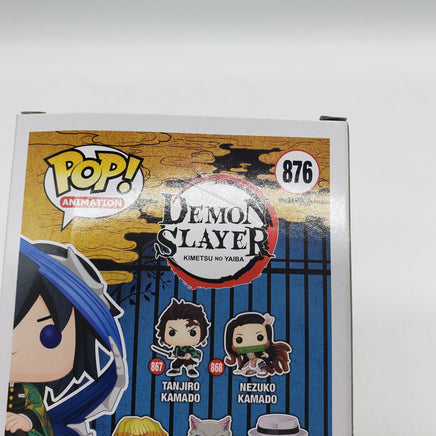 POP!
ANIMATION
876
DEMON
SLAYER
KIMETSU NO YAIBA
867
TANJIRO
KAMADO
868
NEZUKO
KAMADO